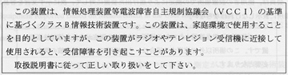 この装置は、情報処理装置等電波障害自主規制協議会（ＶＣＣＩ）の基準
に基づくクラスＢ情報技術装置です。この装置は、家庭環境で使用すること
を目的としていますが、この装置がラジオやテレビジョン受信機に近接して
使用されると、受信障害を引き起こすことがあります。
取扱説明書に従って正しい取り扱いをして下さい。